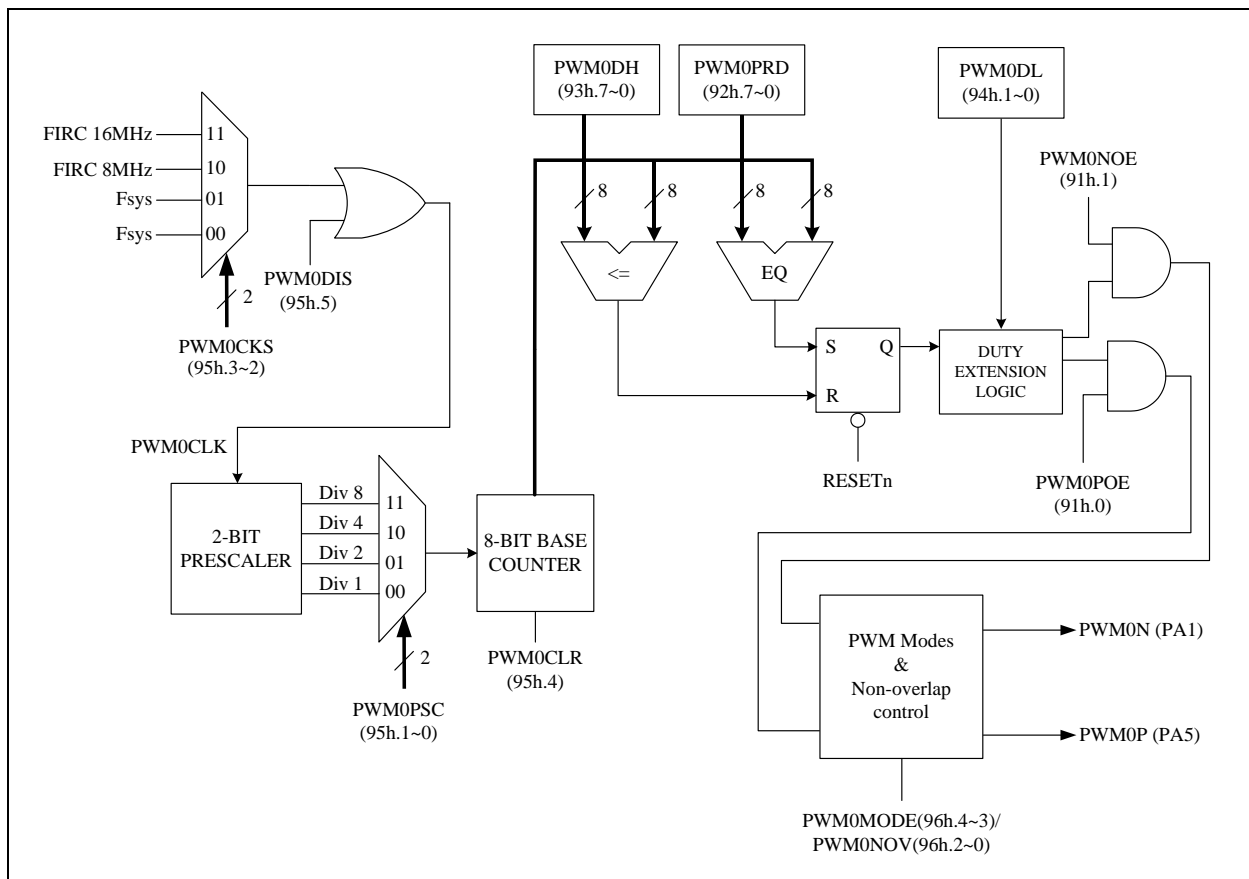 PWM0DH
(93h.7~0)
PWM0PRD
(92h.7~0)
PWM0DL
(94h.1~0)
FIRC 16MHz
11
FIRC 8MHz
10
Fsys
01
Fsys
00
2
PWM0CKS
(95h.3~2)
PWM0DIS
(95h.5)
8
8
8
8
<=
EQ
S
Q
R
RESETn
DUTY
EXTENSION
LOGIC
PWM0NOE
(91h.1)
PWM0POE
(91h.0)
PWM0CLK
2-BIT
PRESCALER
Div 8
11
Div 4
10
Div 2
01
Div 1
00
2
PWM0PSC
(95h.1~0)
8-BIT BASE
COUNTER
PWM0CLR
(95h.4)
PWM Modes
&
Non-overlap
control
PWM0N (PA1)
PWM0P (PA5)
PWM0MODE(96h.4~3)/
PWM0NOV(96h.2~0)